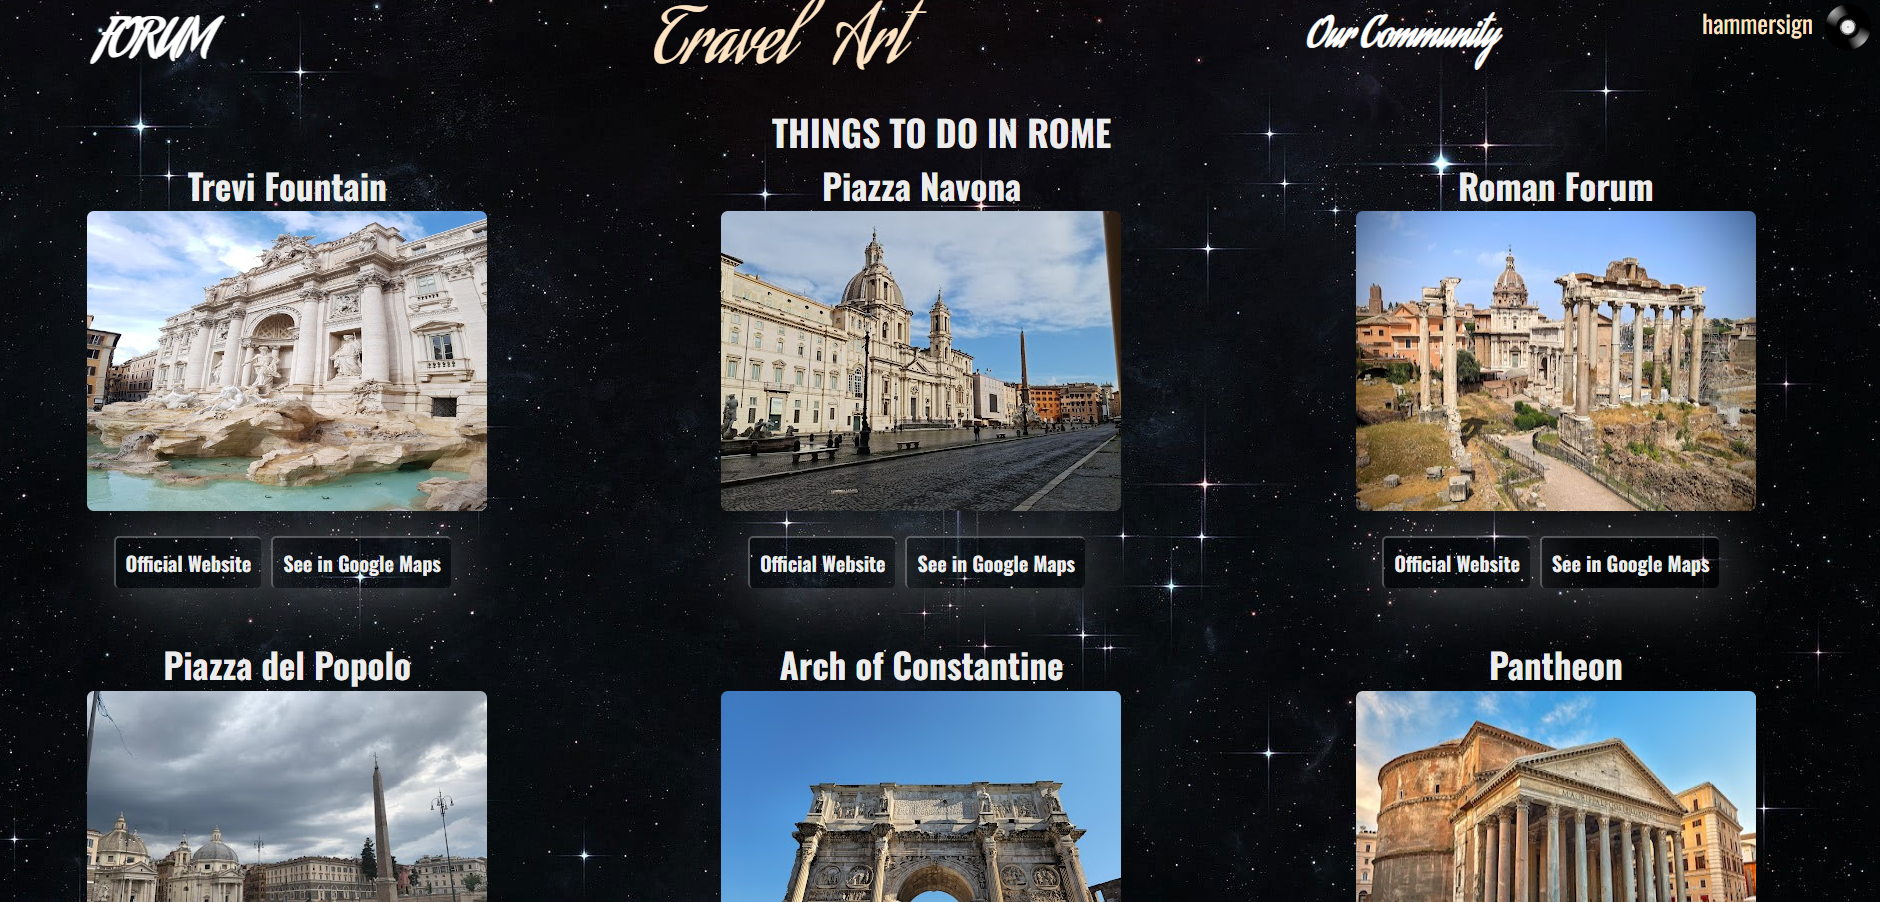 FORUM
Travel Art
Our Community
hammersign
THINGS TO DO IN ROME
Trevi Fountain
Piazza Navona
Roman Forum
Official Website
See in Google Maps
Official Website
See in Google Maps
Official Website
See in Google Maps
Piazza del Popolo
Arch of Constantine
Pantheon